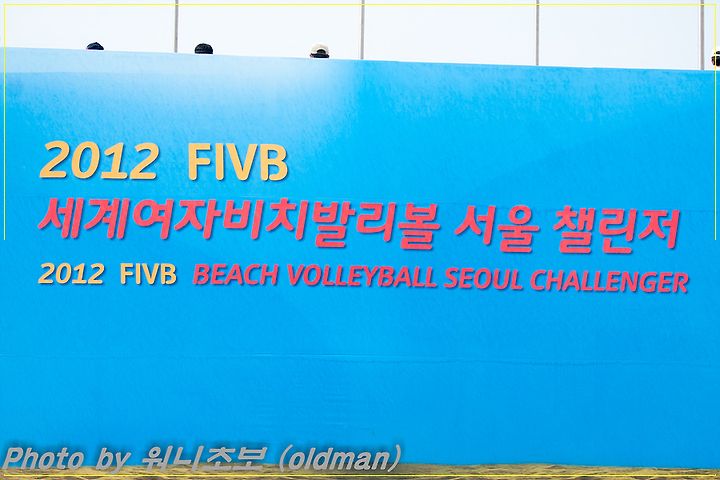 2012 FIVB
세계여자비치발리볼 서울 챌린저
2012 FIVB BEACH VOLLEYBALL SEOUL CHALLENGER
Photo by 워니초보 (oldman)